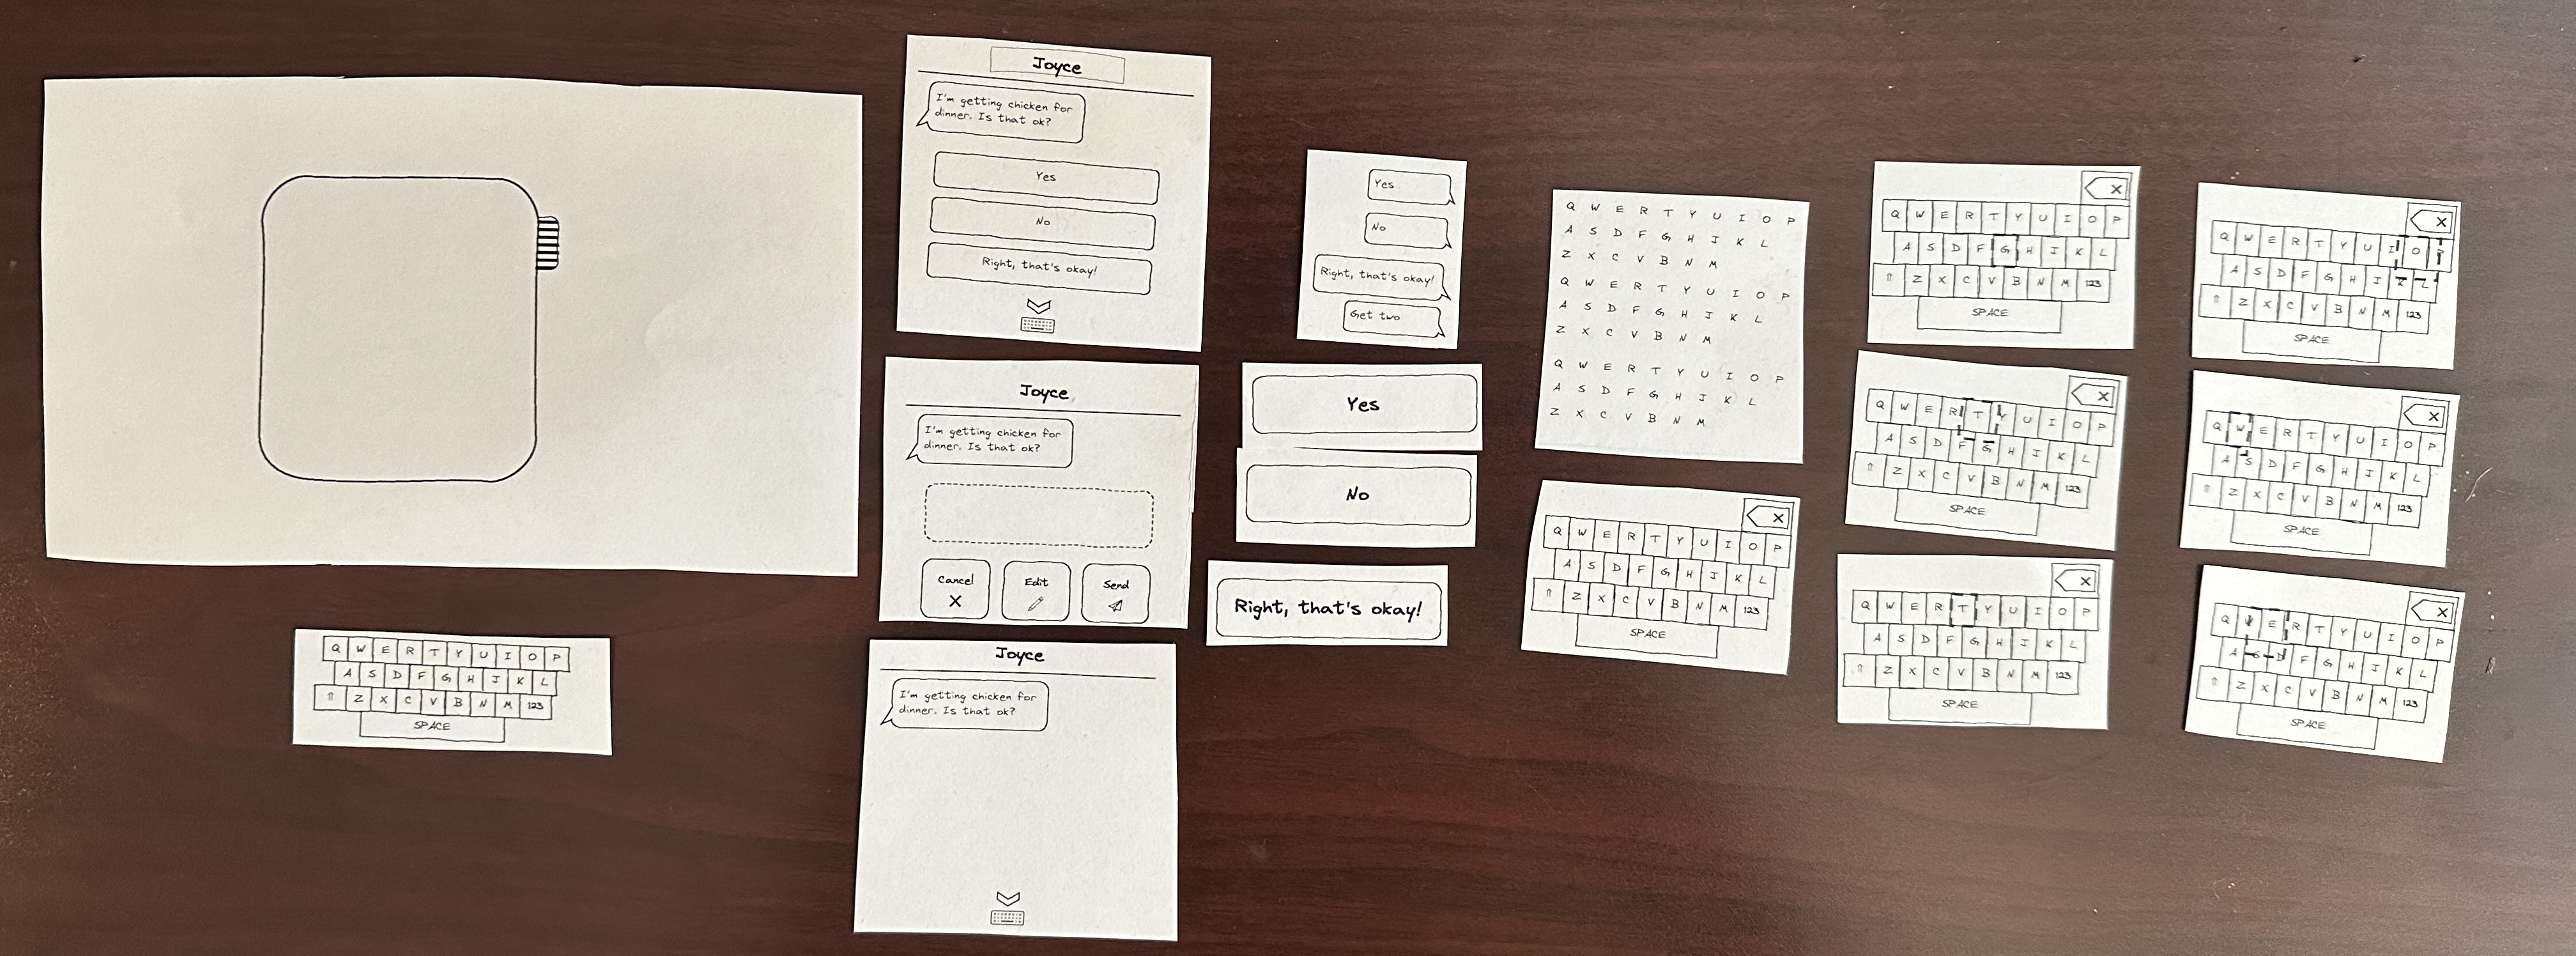 Joyce
I'm getting chicken for
dinner. Is that ok?
Yes
No
Right, that's okay!
Joyce
I'm getting chicken for
dinner. Is that ok?
Cancel Edit Send
Joyce
I'm getting chicken for
dinner. Is that ok?
Q W E R T Y U I O P
A S D F G H J K L
Z X C V B N M 123
SPACE
Yes
No
Right, that's okay!
Get two
Yes
No
Right, that's okay!
Q W E R T Y U I O P
A S D F G H J K L
Z X C V B N M
Q W E R T Y U I O P
A S D F G H J K L
Z X C V B N M
Q W E R T Y U I O P
A S D F G H J K L
Z X C V B N M
Q W E R T Y U I O P
A S D F G H J K L
Z X C V B N M 123
SPACE
Q W E R T Y U I O P
A S D F G H J K L
Z X C V B N M 123
SPACE
Q W E R T Y U I O P
A S D F G H J K L
Z X C V B N M 123
SPACE
Q W E R T Y U I O P
A S D F G H J K L
Z X C V B N M 123
SPACE
Q W E R T Y U I O P
A S D F G H J K L
Z X C V B N M 123
SPACE
Q W E R T Y U I O P
A S D F G H J K L
Z X C V B N M 123
SPACE
Q W E R T Y U I O P
A S D F G H J K L
Z X C V B N M 123
SPACE